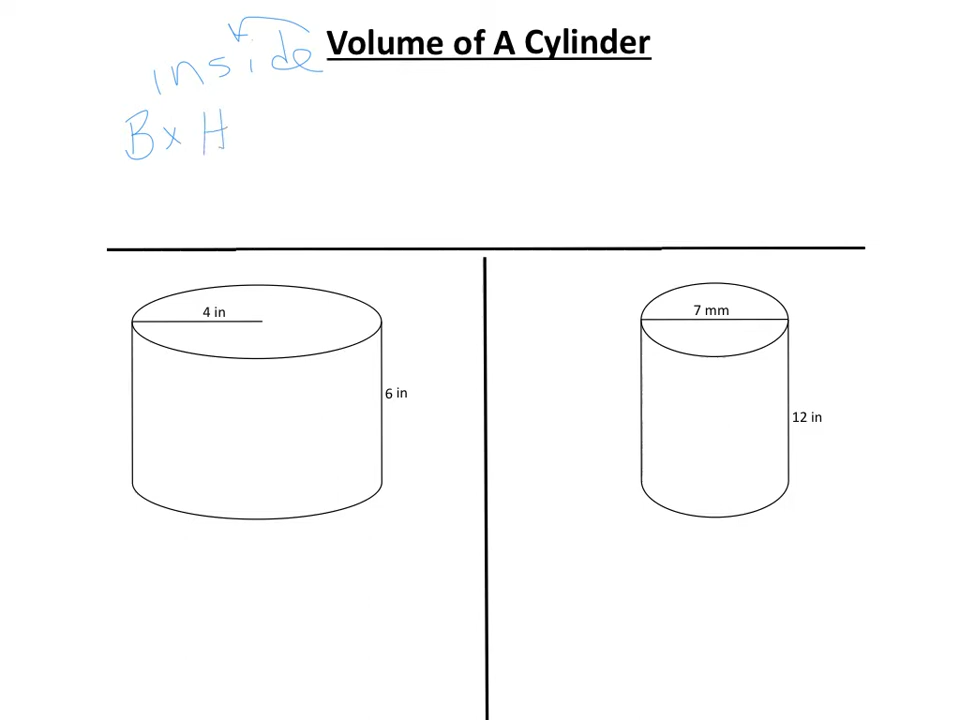 Volume of A Cylinder
inside
B x H
4 in
6 in
7 mm
12 in